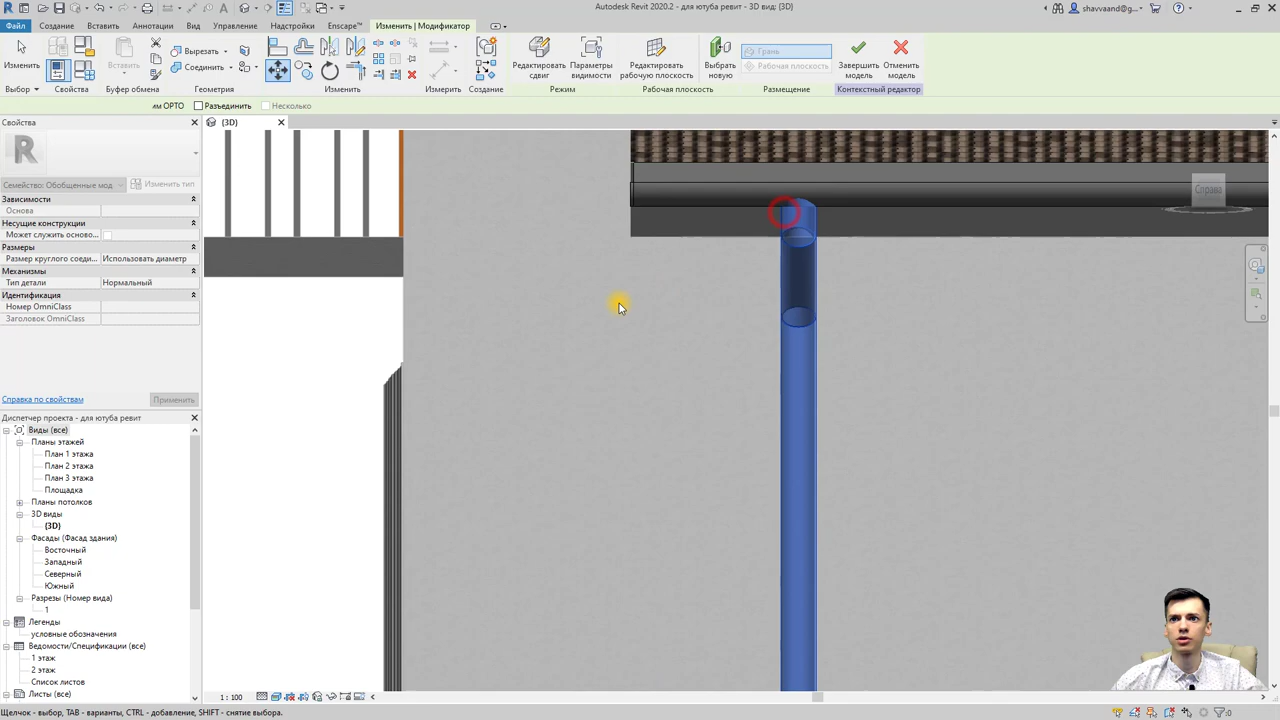 Autodesk Revit 2020.2 - для ютуба ревит - 3D вид: {3D}
shavvaand@g...
Файл
Создание
Вставить
Аннотации
Вид
Управление
Надстройки
Enscape™
Изменить | Модификатор
Изменить
Вставить
Вырезать
Соединить
Редактировать
сдвиг
Параметры
видимости
Редактировать
рабочую плоскость
Выбрать
новую
Грань
Рабочая плоскость
Завершить
модель
Отменить
модель
Выбор
Свойства
Буфер обмена
Геометрия
Изменить
Измерить
Создание
Режим
Рабочая плоскость
Размещение
Контекстный редактор
мм ОРТО
Разъединить
Несколько
Свойства
{3D}
Семейство: Обобщенные мод
Изменить тип
Зависимости
Основа
Несущие конструкции
Может служить осново...
Размеры
Размер круглого соеди...
Использовать диаметр
Механизмы
Тип детали
Нормальный
Идентификация
Номер OmniClass
Заголовок OmniClass
Справка по свойствам
Применить
Диспетчер проекта - для ютуба ревит
Виды (все)
Планы этажей
План 1 этажа
План 2 этажа
План 3 этажа
Площадка
Планы потолков
3D виды
{3D}
Фасады (Фасад здания)
Восточный
Западный
Северный
Южный
Разрезы (Номер вида)
1
Легенды
условные обозначения
Ведомости/Спецификации (все)
1 этаж
2 этаж
Список листов
Листы (все)
Справа
1 : 100
Щелчок - выбор, TAB - варианты, CTRL - добавление, SHIFT - снятие выбора.
:0